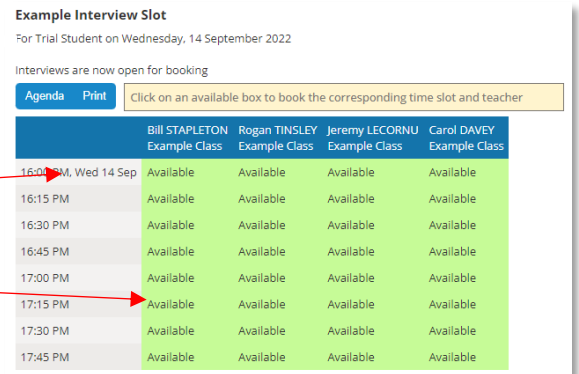 Example Interview Slot
For Trial Student on Wednesday, 14 September 2022
Interviews are now open for booking
Agenda Print Click on an available box to book the corresponding time slot and teacher
Bill STAPLETON Rogan TINSLEY Jeremy LECORNU Carol DAVEY
Example Class Example Class Example Class Example Class
16:00 PM, Wed 14 Sep Available Available Available Available
16:15 PM Available Available Available Available
16:30 PM Available Available Available Available
16:45 PM Available Available Available Available
17:00 PM Available Available Available Available
17:15 PM Available Available Available Available
17:30 PM Available Available Available Available
17:45 PM Available Available Available Available